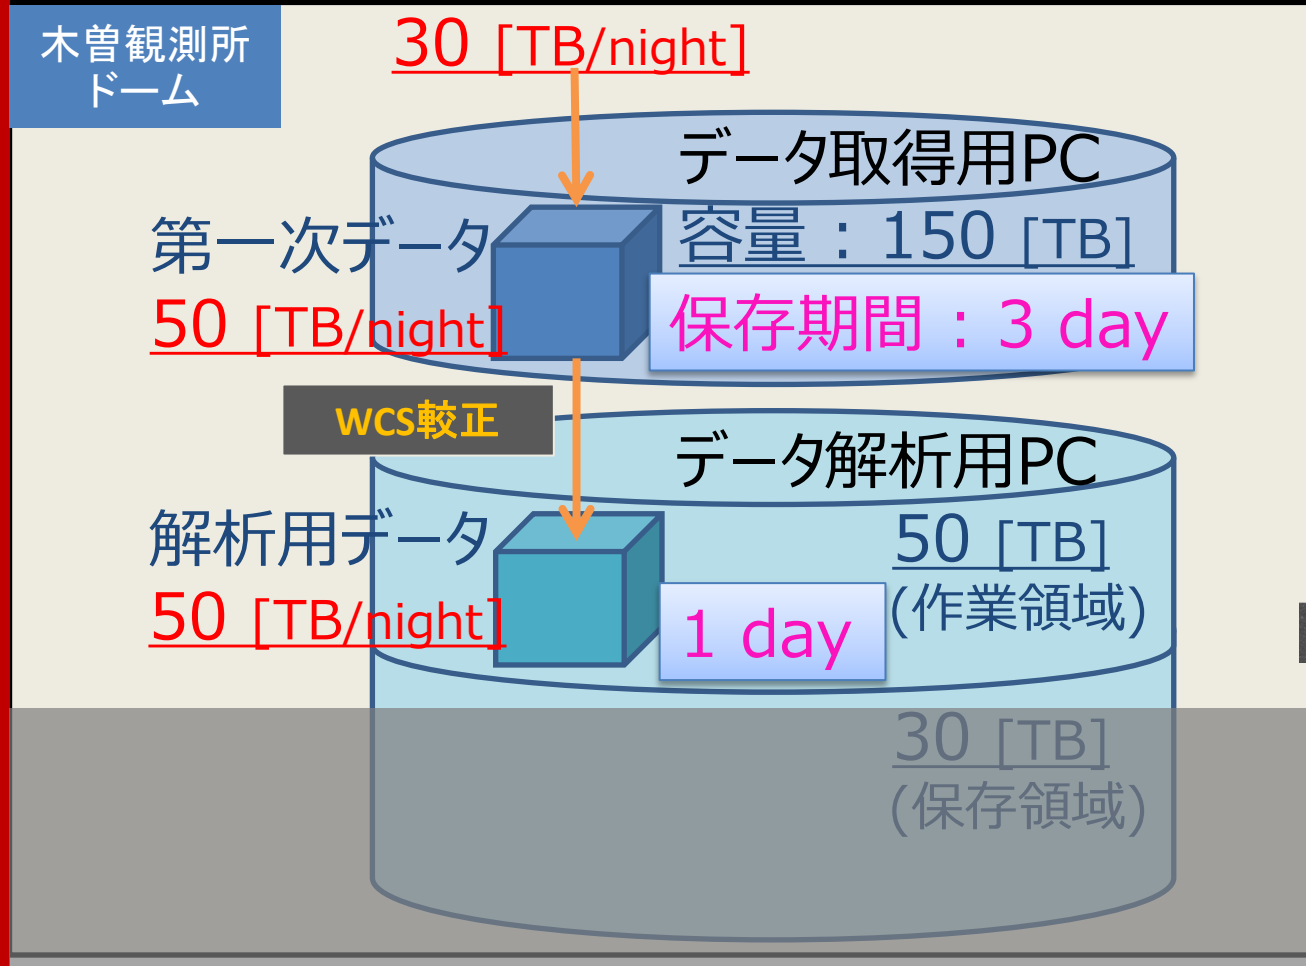 木曽観測所
ドーム
30 [TB/night]
データ取得用PC
第一次データ
容量：150 [TB]
50 [TB/night]
保存期間：3 day
WCS較正
データ解析用PC
解析用データ
50 [TB]
(作業領域)
50 [TB/night]
1 day
30 [TB]
(保存領域)